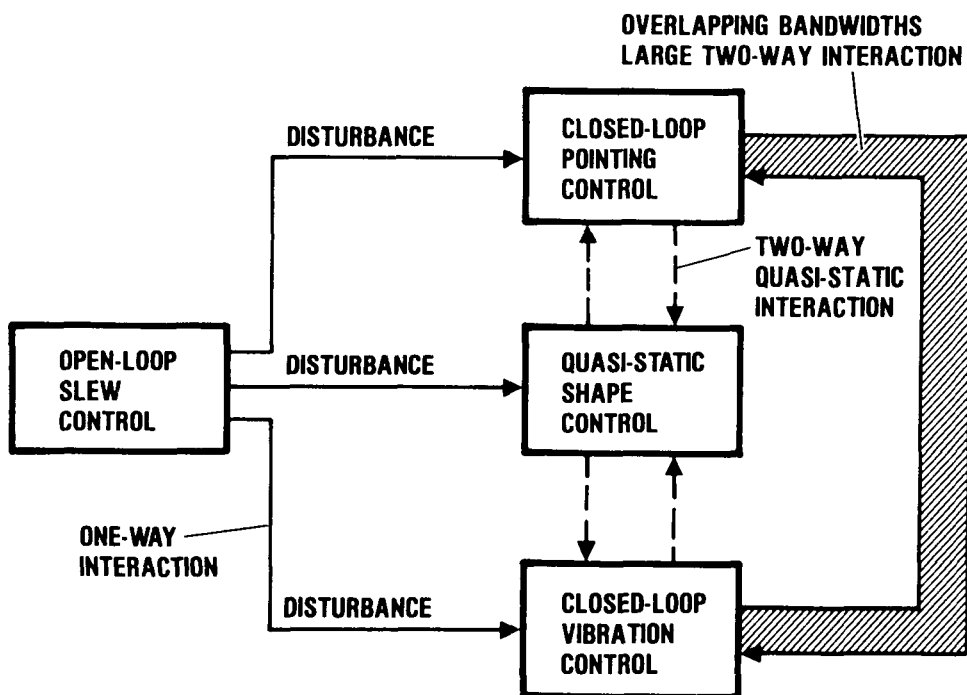 OVERLAPPING BANDWIDTHS
LARGE TWO-WAY INTERACTION
DISTURBANCE
CLOSED-LOOP
POINTING
CONTROL
TWO-WAY
QUASI-STATIC
INTERACTION
OPEN-LOOP
SLEW
CONTROL
DISTURBANCE
QUASI-STATIC
SHAPE
CONTROL
ONE-WAY
INTERACTION
DISTURBANCE
CLOSED-LOOP
VIBRATION
CONTROL